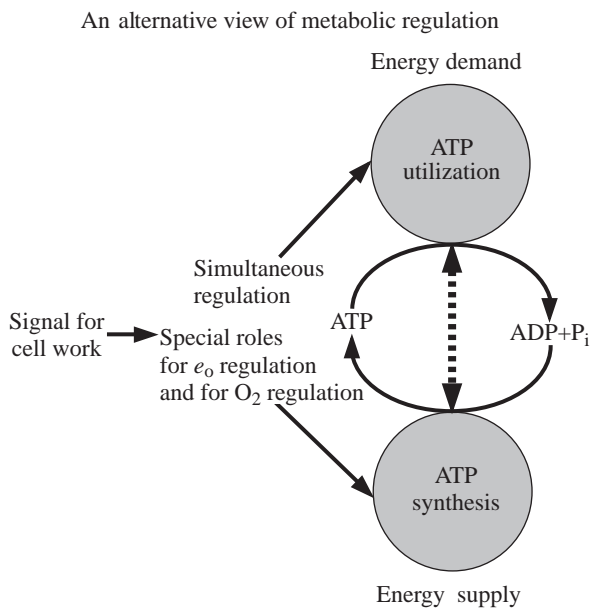 An alternative view of metabolic regulation
Energy demand
ATP
utilization
Simultaneous
regulation
Signal for
cell work
Special roles
for eo regulation
and for O2 regulation
ATP
ADP+Pi
ATP
synthesis
Energy supply